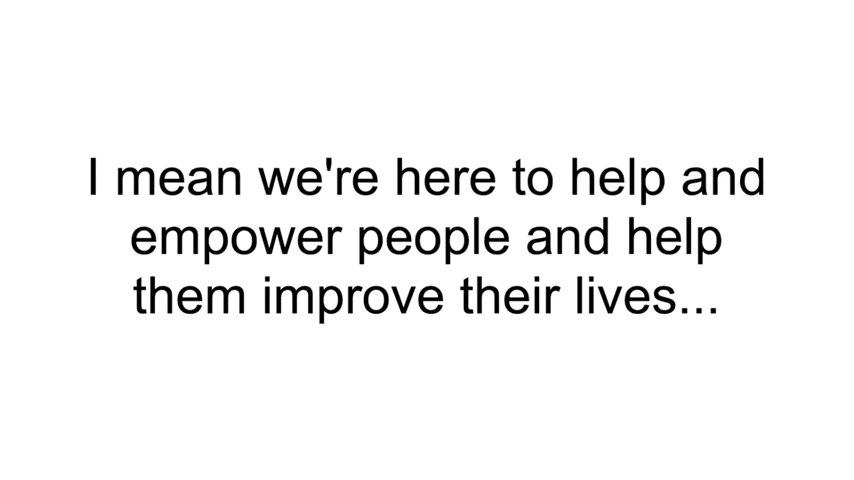 I mean we're here to help and
empower people and help
them improve their lives...